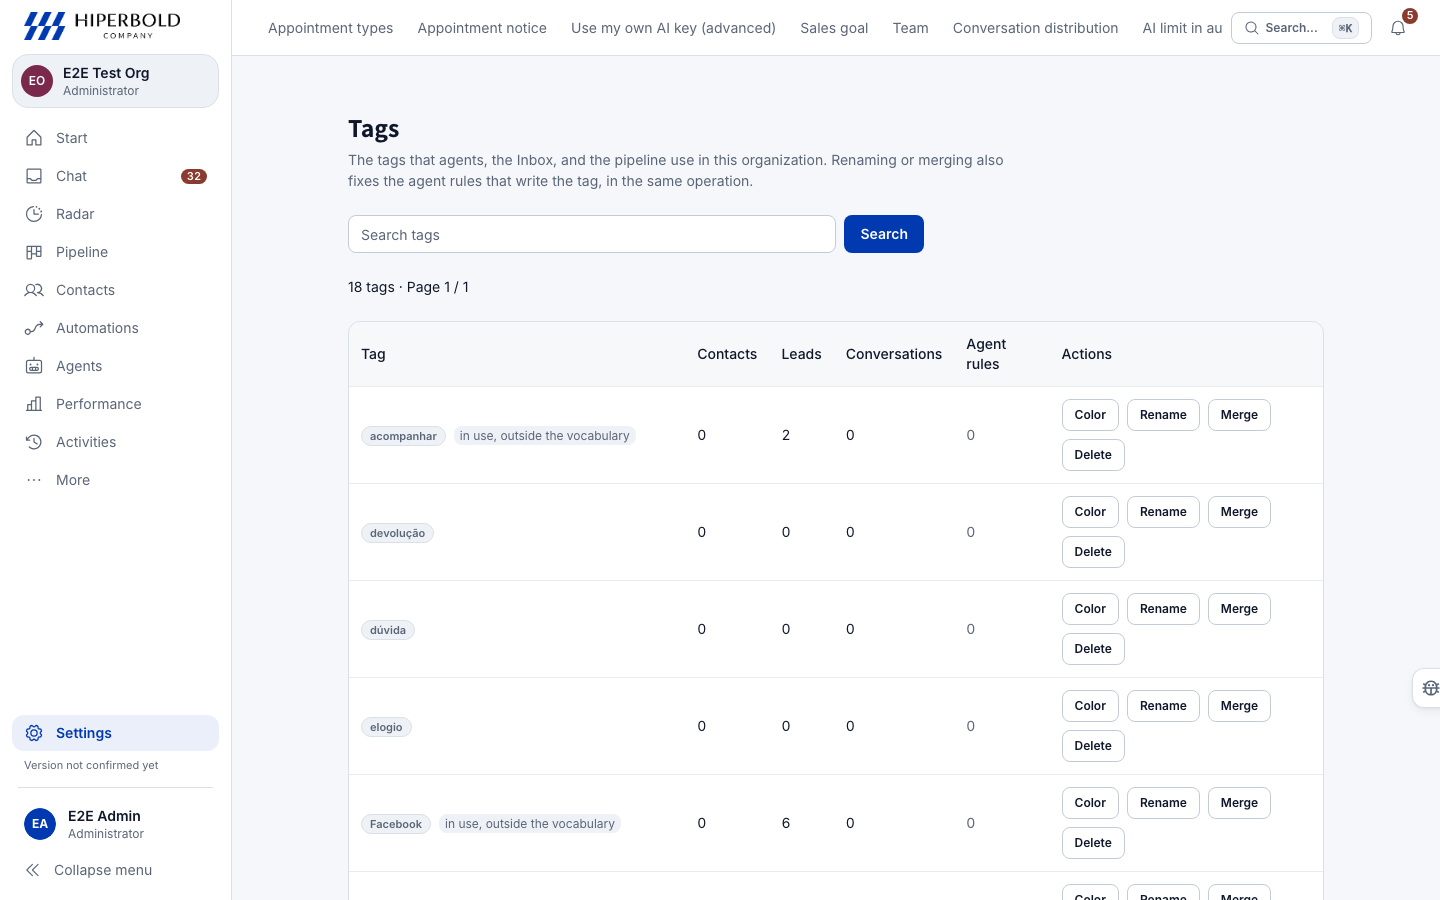 HIPERBOLD
COMPANY
EO
E2E Test Org
Administrator
Start
Chat
32
Radar
Pipeline
Contacts
Automations
Agents
Performance
Activities
More
Settings
Version not confirmed yet
EA
E2E Admin
Administrator
Collapse menu
Appointment types
Appointment notice
Use my own AI key (advanced)
Sales goal
Team
Conversation distribution
AI limit in au
Search...
⌘K
5
Tags
The tags that agents, the Inbox, and the pipeline use in this organization. Renaming or merging also
fixes the agent rules that write the tag, in the same operation.
Search tags
Search
18 tags · Page 1 / 1
Tag
Contacts
Leads
Conversations
Agent
rules
Actions
acompanhar
in use, outside the vocabulary
0
2
0
0
Color
Rename
Merge
Delete
devolução
0
0
0
0
Color
Rename
Merge
Delete
dúvida
0
0
0
0
Color
Rename
Merge
Delete
elogio
0
0
0
0
Color
Rename
Merge
Delete
Facebook
in use, outside the vocabulary
0
6
0
0
Color
Rename
Merge
Delete
Color
Rename
Merge